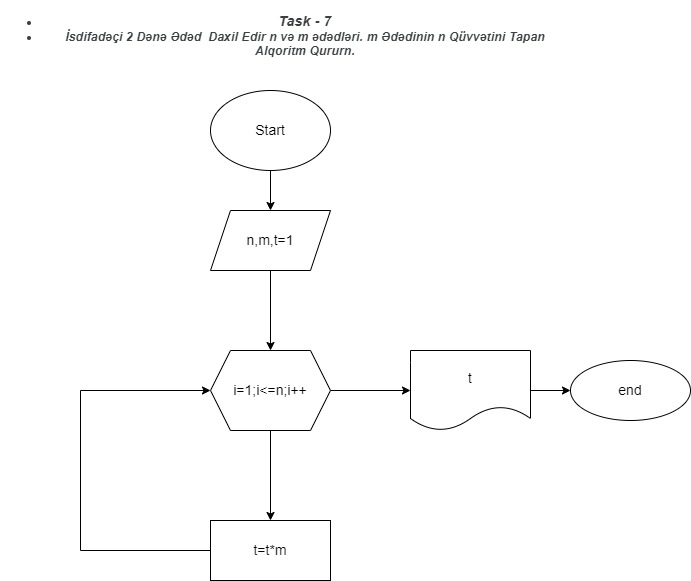 Task - 7
İsdifadəçi 2 Dənə Ədəd Daxil Edir n və m ədədləri. m Ədədinin n Qüvvətini Tapan
Alqoritm Qururn.
Start
n,m,t=1
i=1;i<=n;i++
t
end
t=t*m